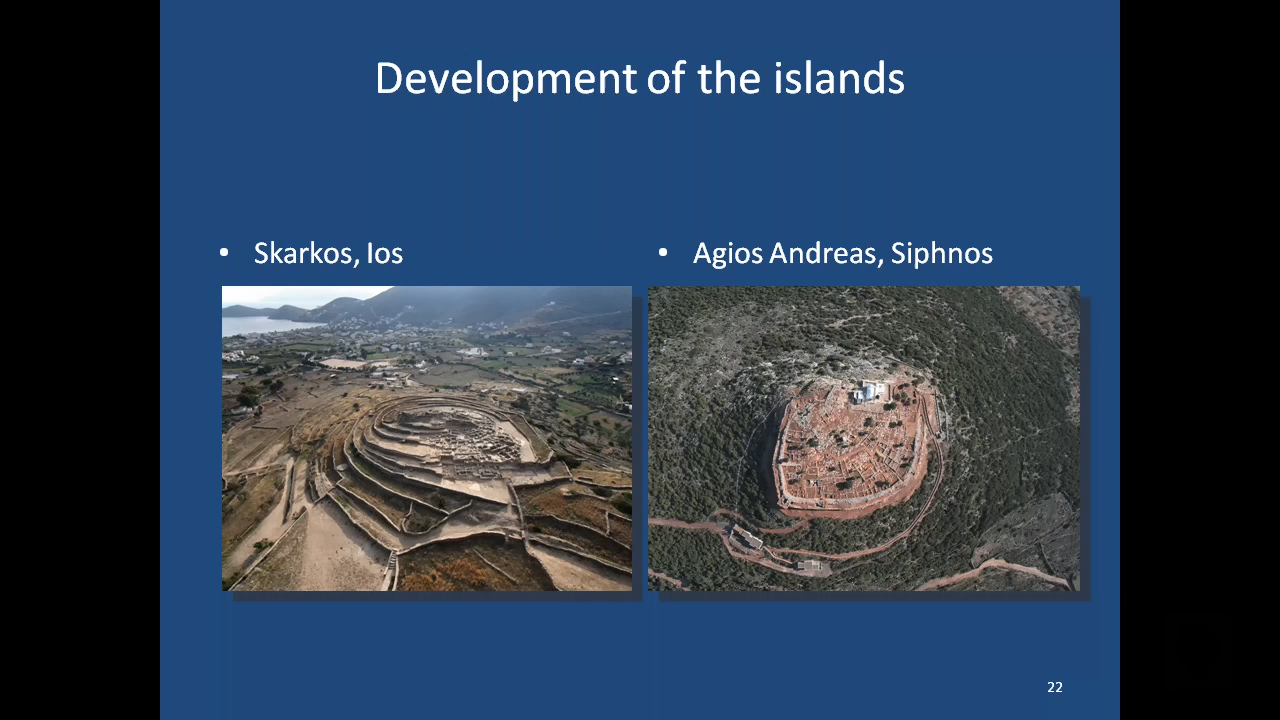 Development of the islands
• Skarkos, Ios
• Agios Andreas, Siphnos
22